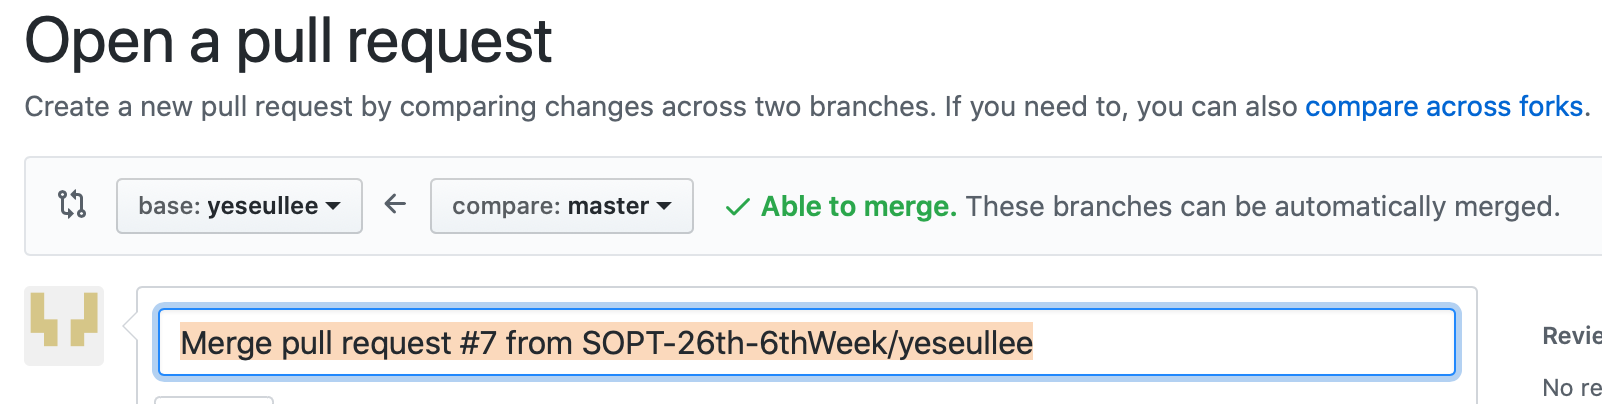 Open a pull request
Create a new pull request by comparing changes across two branches. If you need to, you can also compare across forks.
base: yeseullee ← compare: master ✓ Able to merge. These branches can be automatically merged.
Merge pull request #7 from SOPT-26th-6thWeek/yeseullee
Revie
No re